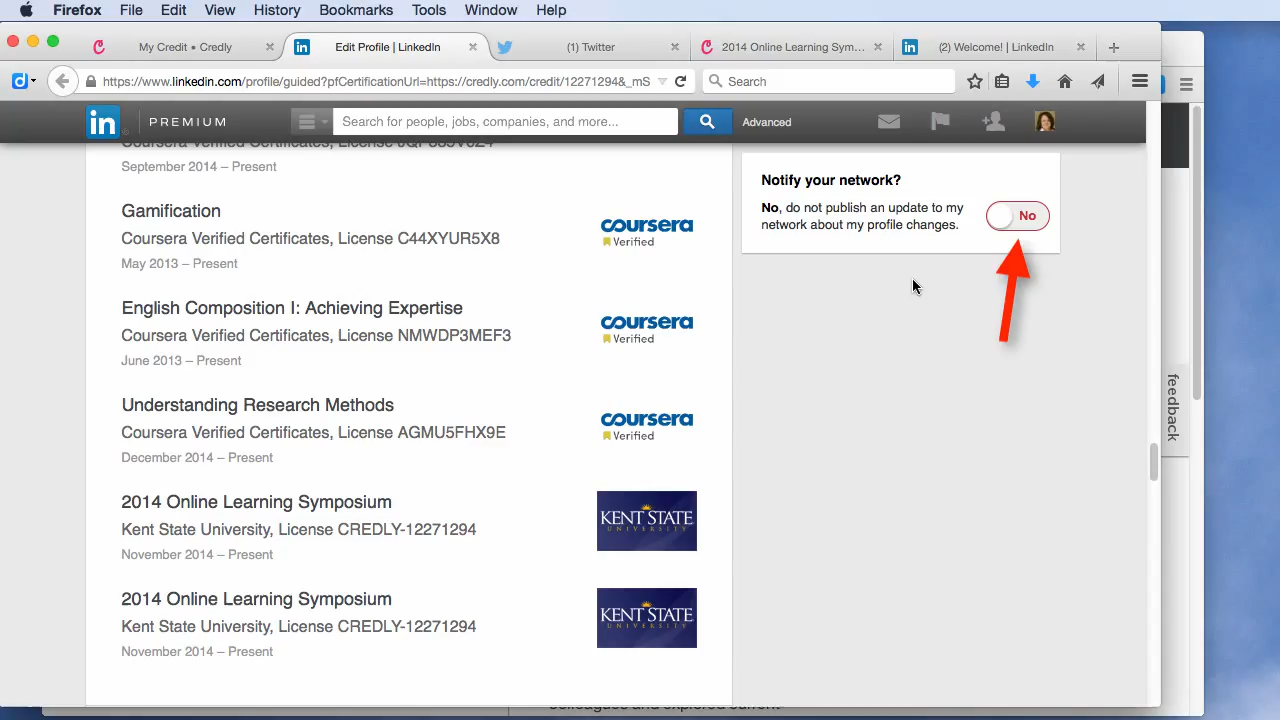 Firefox File Edit View History Bookmarks Tools Window Help
My Credit • Credly
Edit Profile | LinkedIn
(1) Twitter
2014 Online Learning Sym...
(2) Welcome! | LinkedIn
https://www.linkedin.com/profile/guided?pfCertificationUrl=https://credly.com/credit/12271294&_mS
Search
in PREMIUM
Search for people, jobs, companies, and more...
Advanced
September 2014 – Present
Gamification
Coursera Verified Certificates, License C44XYUR5X8
May 2013 – Present
coursera
Verified
English Composition I: Achieving Expertise
Coursera Verified Certificates, License NMWDP3MEF3
June 2013 – Present
coursera
Verified
Understanding Research Methods
Coursera Verified Certificates, License AGMU5FHX9E
December 2014 – Present
coursera
Verified
2014 Online Learning Symposium
Kent State University, License CREDLY-12271294
November 2014 – Present
KENT STATE
UNIVERSITY
2014 Online Learning Symposium
Kent State University, License CREDLY-12271294
November 2014 – Present
KENT STATE
UNIVERSITY
Notify your network?
No, do not publish an update to my
network about my profile changes.
No
feedback